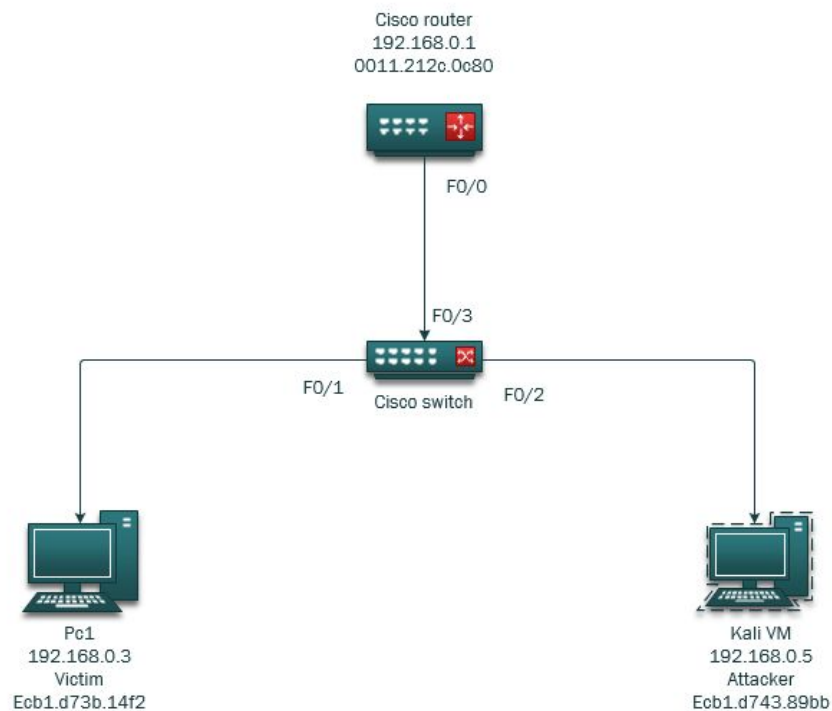 Cisco router
192.168.0.1
0011.212c.0c80
F0/0
F0/3
F0/1
F0/2
Cisco switch
Pc1
192.168.0.3
Victim
Ecb1.d73b.14f2
Kali VM
192.168.0.5
Attacker
Ecb1.d743.89bb